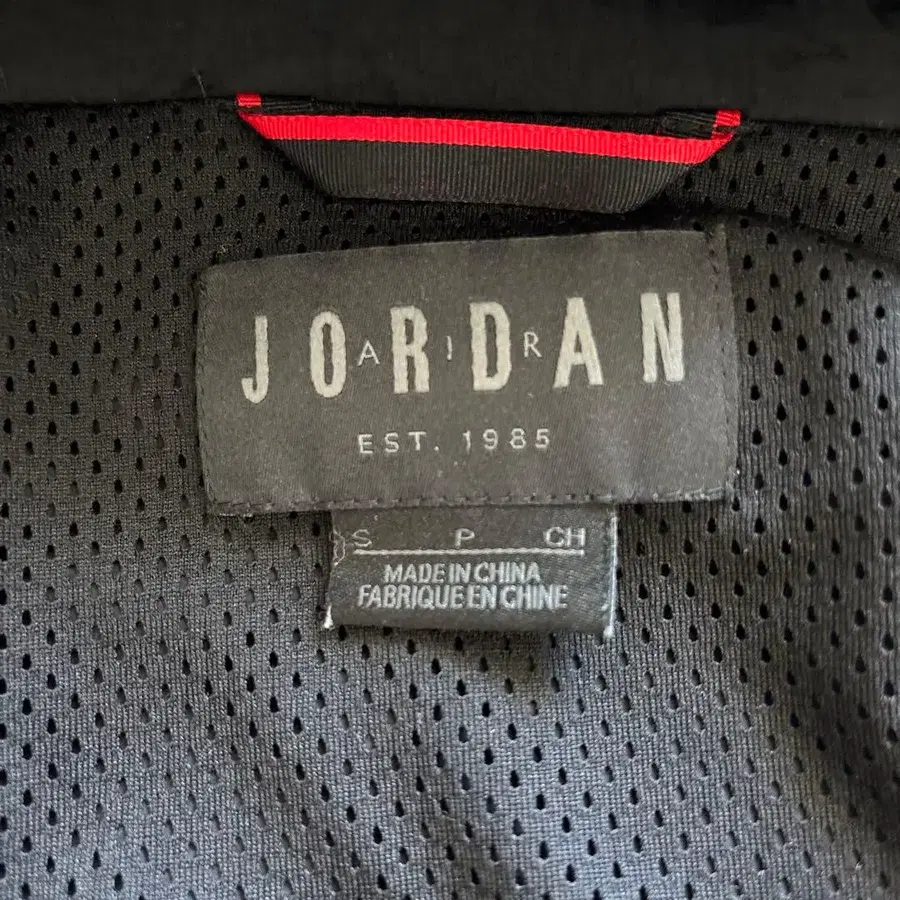 JORDAN
AIR
EST. 1985
S P CH
MADE IN CHINA
FABRIQUE EN CHINE